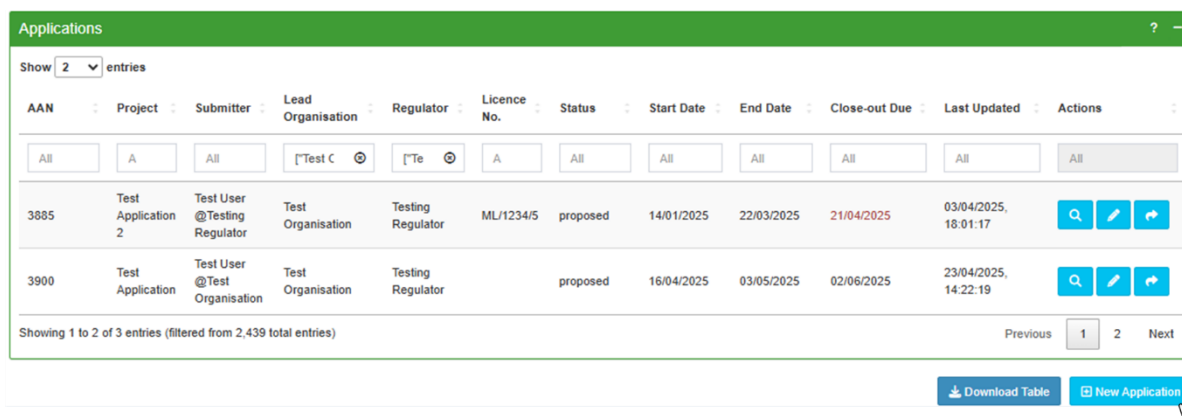 Applications ? −
Show 2 entries
AAN Project Submitter Lead Organisation Regulator Licence No. Status Start Date End Date Close-out Due Last Updated Actions
All A All ["Test C ["Te A All All All All All All
3885 Test Application 2 Test User @Testing Regulator Test Organisation Testing Regulator ML/1234/5 proposed 14/01/2025 22/03/2025 21/04/2025 03/04/2025, 18:01:17
3900 Test Application Test User @Test Organisation Test Organisation Testing Regulator proposed 16/04/2025 03/05/2025 02/06/2025 23/04/2025, 14:22:19
Showing 1 to 2 of 3 entries (filtered from 2,439 total entries) Previous 1 2 Next
Download Table New Application